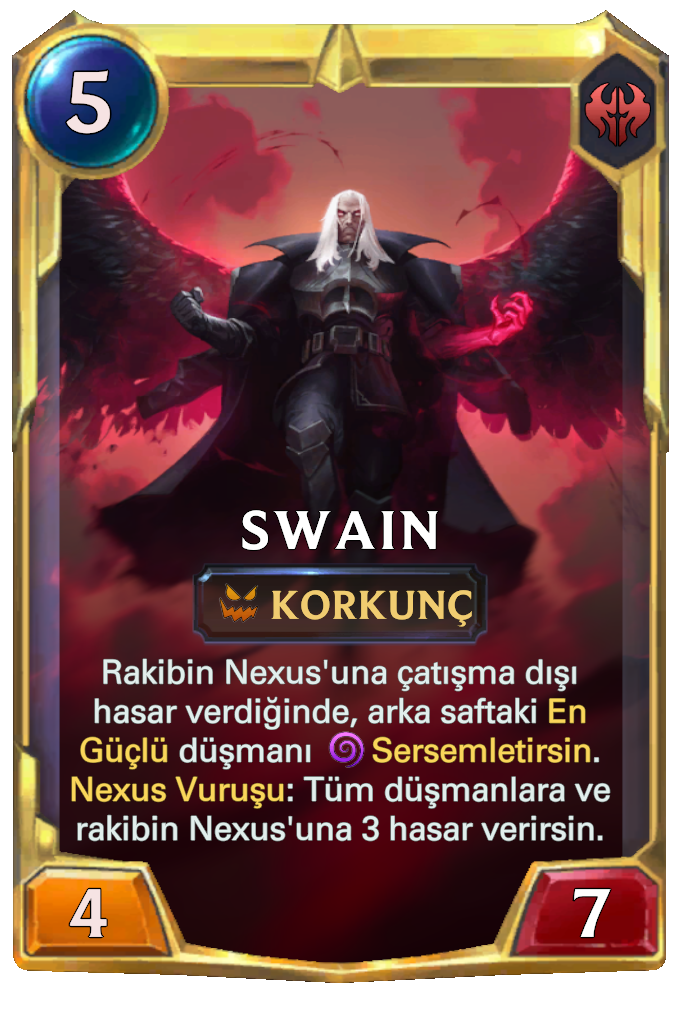 5
SWAIN
KORKUNÇ
Rakibin Nexus'una çatışma dışı
hasar verdiğinde, arka saftaki En
Güçlü düşmanı Sersemletirsin.
Nexus Vuruşu: Tüm düşmanlara ve
rakibin Nexus'una 3 hasar verirsin.
4
7